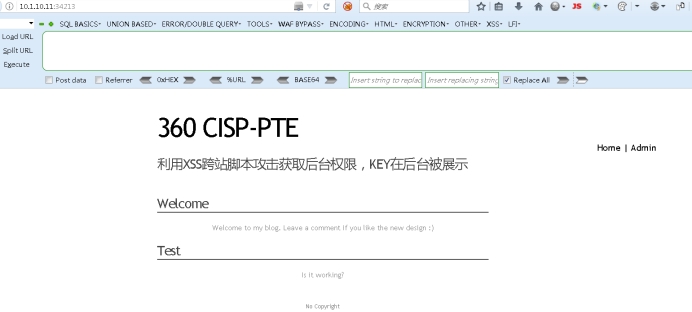 10.1.10.11:34213
搜索
SQL BASICS▾ UNION BASED▾ ERROR/DOUBLE QUERY▾ TOOLS▾ WAF BYPASS▾ ENCODING▾ HTML▾ ENCRYPTION▾ OTHER▾ XSS▾ LFI▾
Load URL
Split URL
Execute
Post data Referrer 0xHEX %URL BASE64 Insert string to replac Insert replacing string Replace All
360 CISP-PTE
Home | Admin
利用XSS跨站脚本攻击获取后台权限，KEY在后台被展示
Welcome
Welcome to my blog. Leave a comment if you like the new design :)
Test
Is it working?
No Copyright